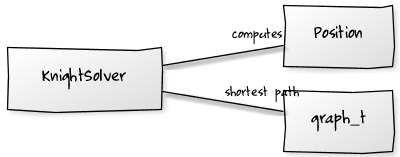 computes
Position
KnightSolver
shortest path
graph_t